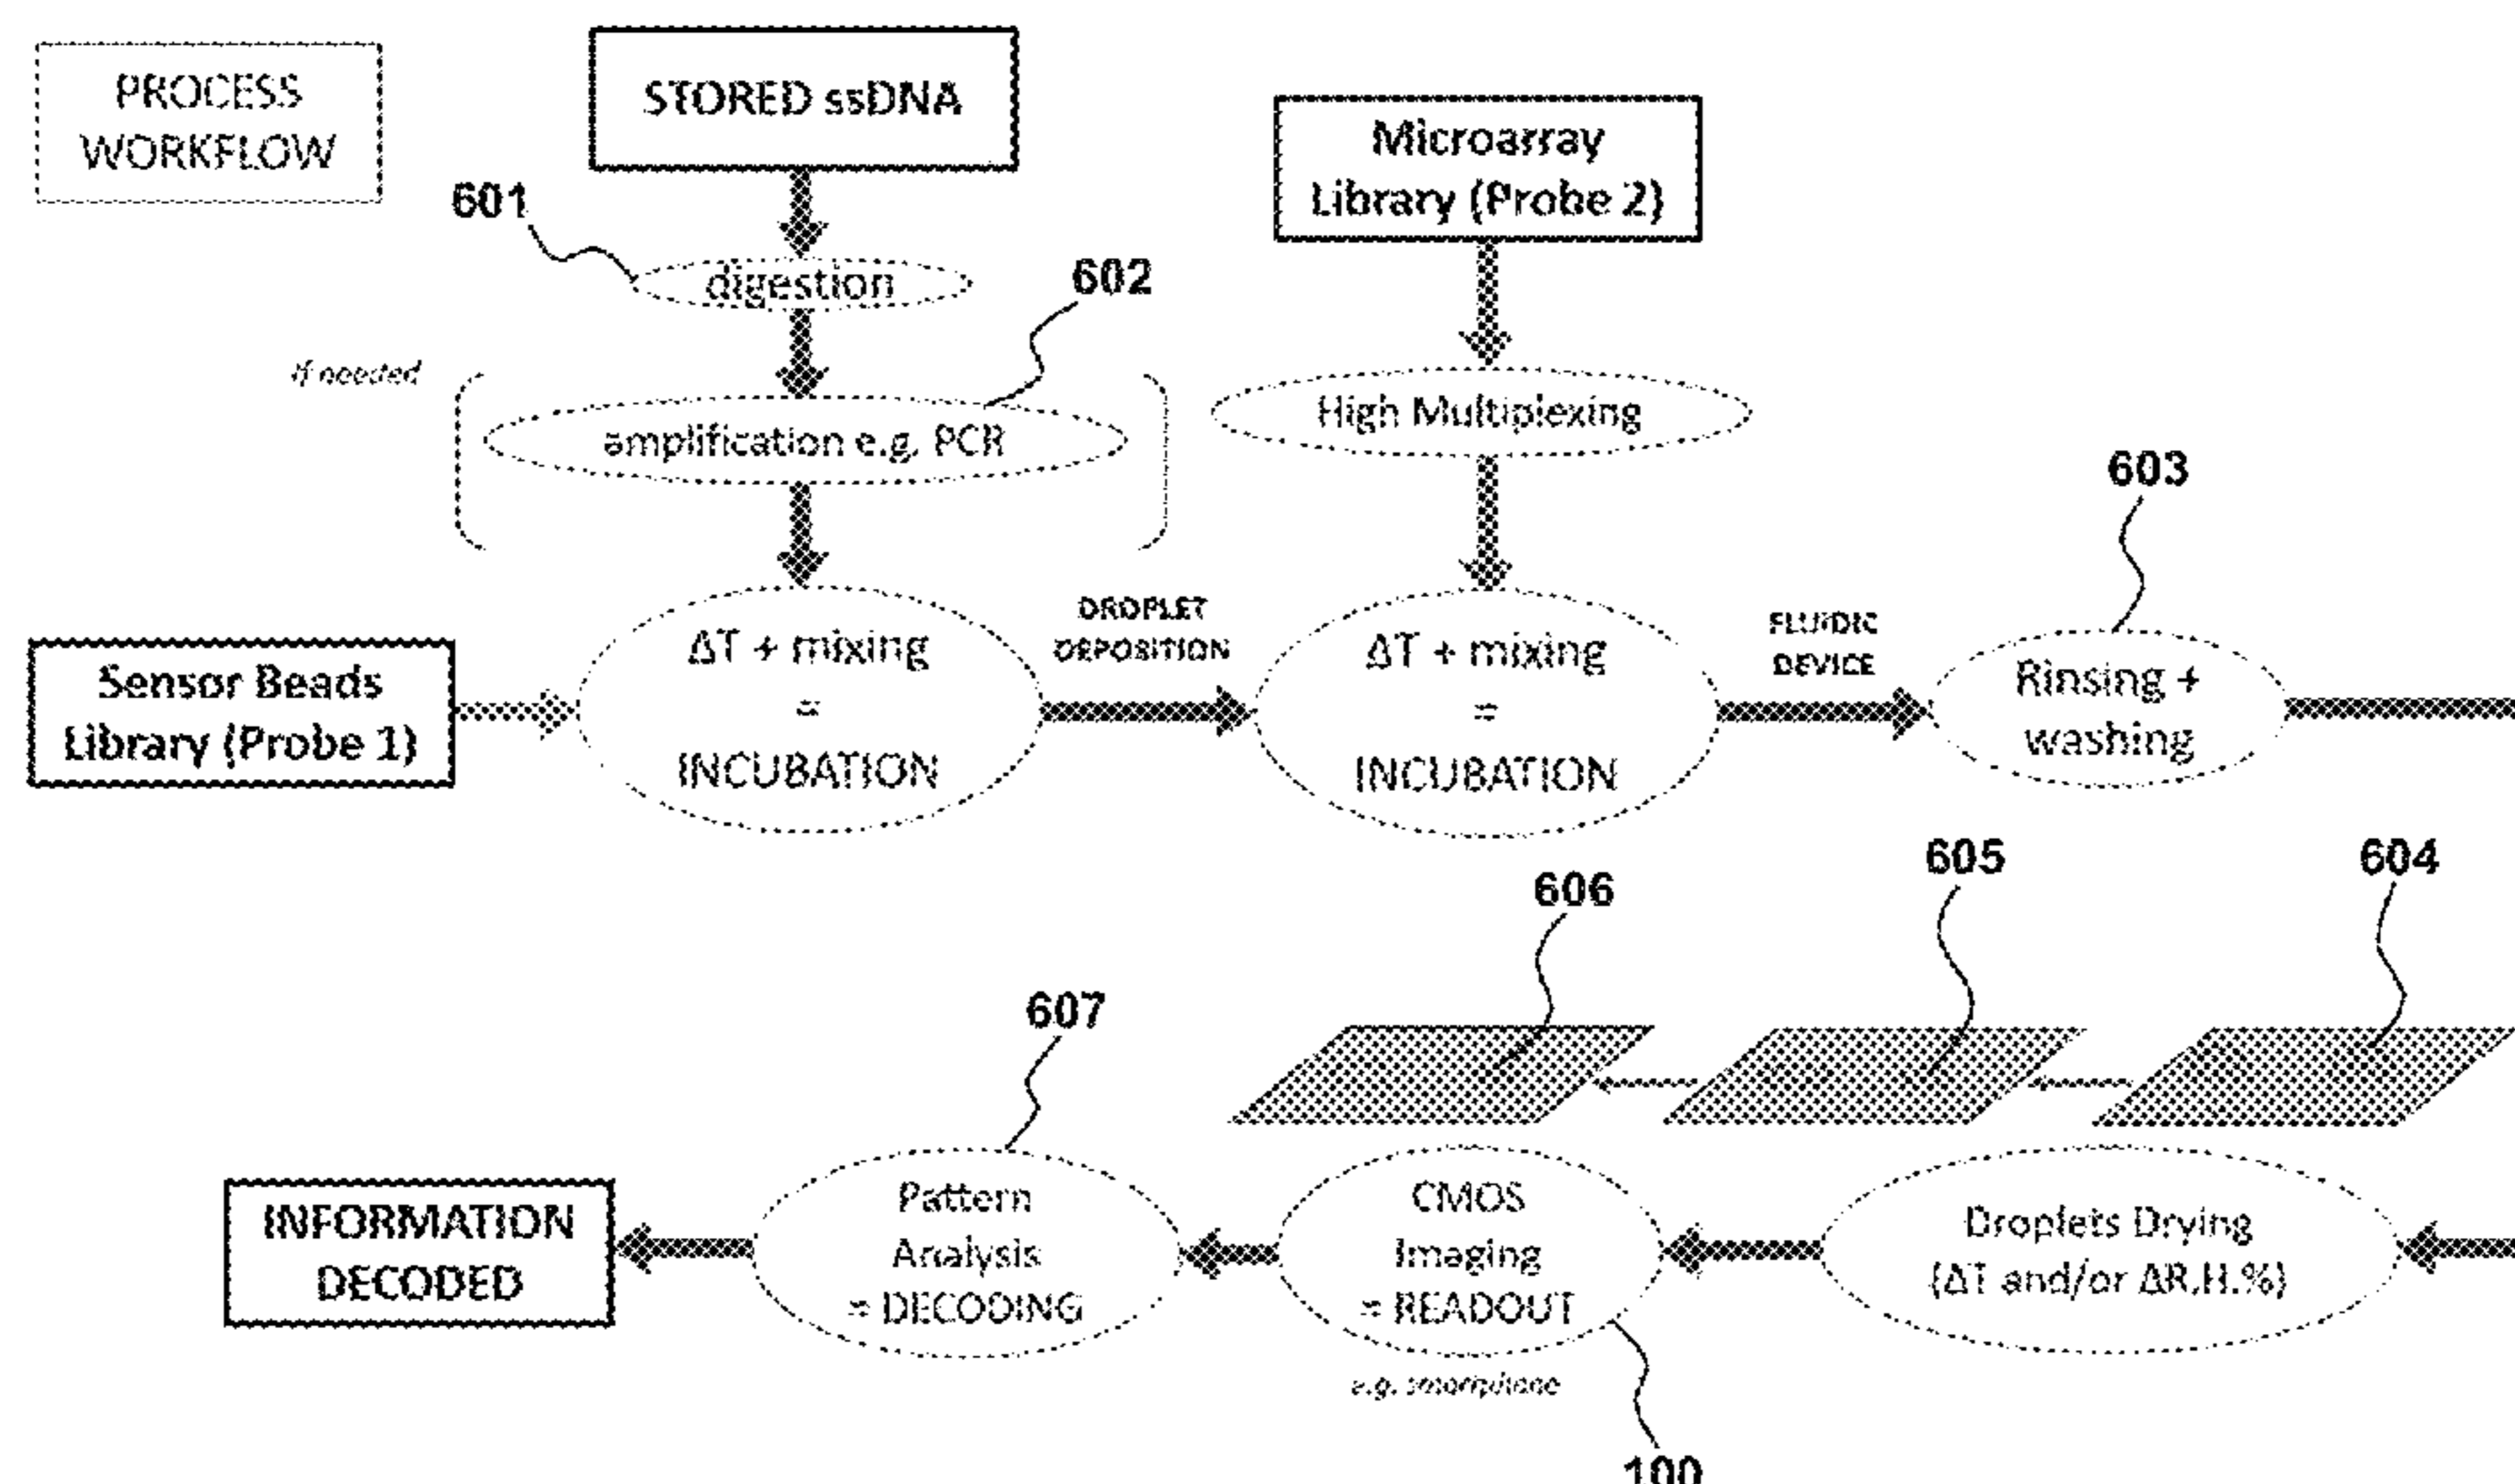 PROCESS
WORKFLOW
STORED ssDNA
Microarray
Library (Probe 2)
601
digestion
602
if needed
amplification e.g. PCR
High Multiplexing
603
Sensor Beads
Library (Probe 1)
ΔT + mixing
=
INCUBATION
DROPLET
DEPOSITION
ΔT + mixing
=
INCUBATION
FLUIDIC
DEVICE
Rinsing +
washing
604
605
606
607
INFORMATION
DECODED
Pattern
Analysis
= DECODING
CMOS
Imaging
= READOUT
e.g. smartphone
Droplets Drying
(ΔT and/or ΔR.H.%)
100